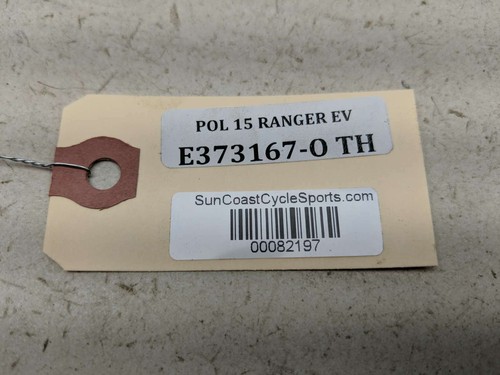 POL 15 RANGER EV
E373167-O TH
SunCoastCycleSports.com
00082197